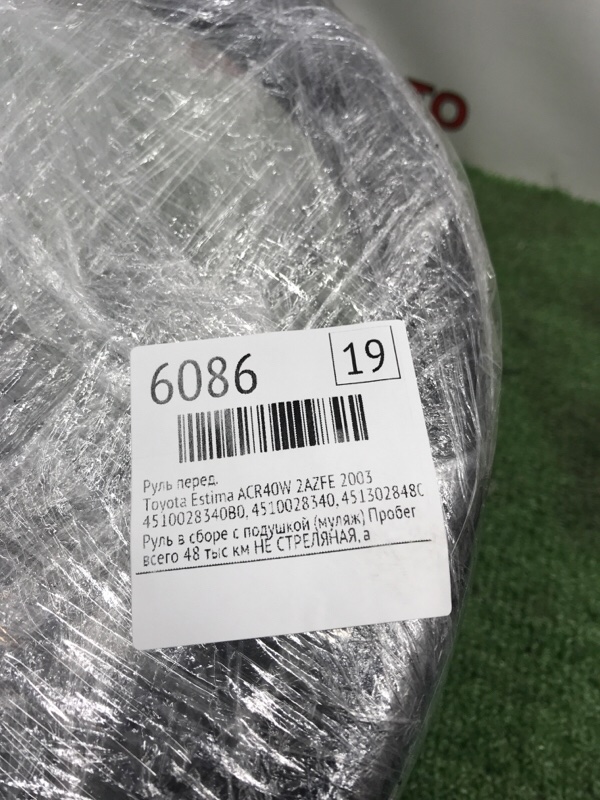 ТО
6086
19
Руль перед.
Toyota Estima ACR40W 2AZFE 2003
4510028340B0, 4510028340, 451302848C
Руль в сборе с подушкой (муляж) Пробег
всего 48 тыс км НЕ СТРЕЛЯНАЯ, а